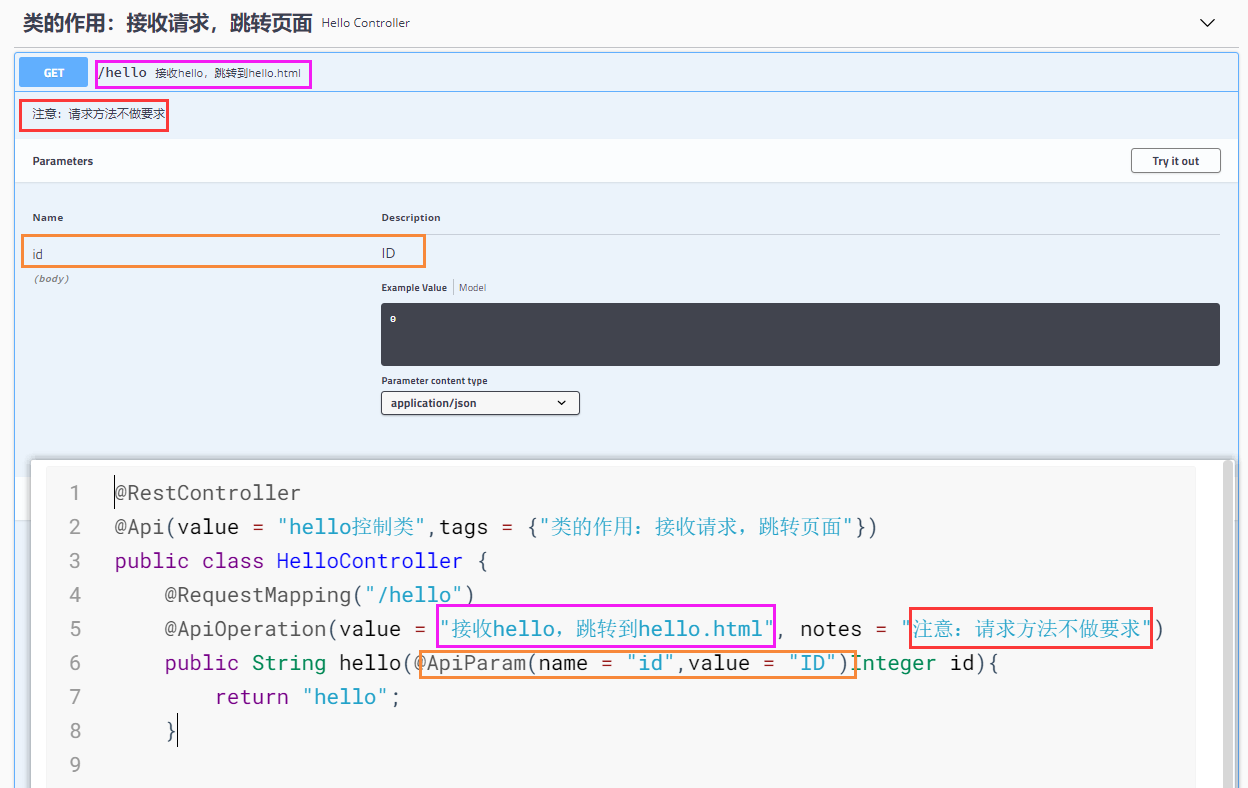 类的作用：接收请求，跳转页面 Hello Controller
GET /hello 接收hello，跳转到hello.html
注意：请求方法不做要求
Parameters Try it out
Name Description
id ID
(body)
Example Value Model
0
Parameter content type
application/json
1 @RestController
2 @Api(value = "hello控制类",tags = {"类的作用：接收请求，跳转页面"})
3 public class HelloController {
4 @RequestMapping("/hello")
5 @ApiOperation(value = "接收hello，跳转到hello.html", notes = "注意：请求方法不做要求")
6 public String hello(@ApiParam(name = "id",value = "ID")Integer id){
7 return "hello";
8 }
9